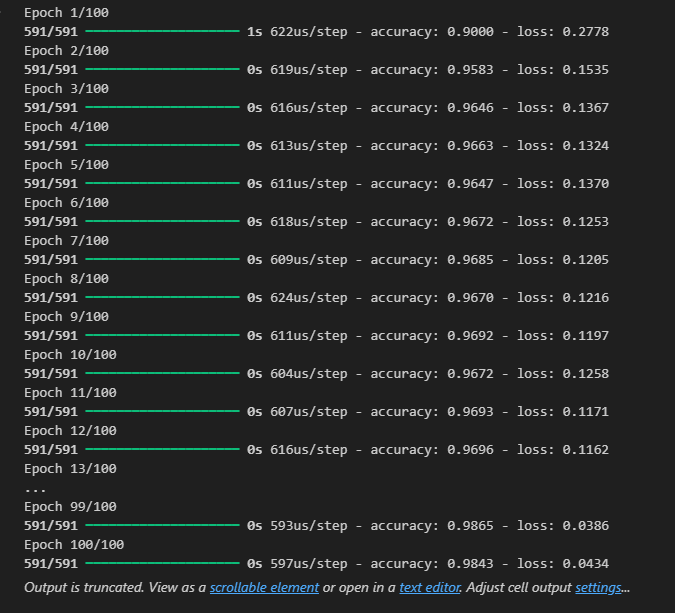 Epoch 1/100
591/591 ━━━━━━━━━━━━━━━━━━━━ 1s 622us/step - accuracy: 0.9000 - loss: 0.2778
Epoch 2/100
591/591 ━━━━━━━━━━━━━━━━━━━━ 0s 619us/step - accuracy: 0.9583 - loss: 0.1535
Epoch 3/100
591/591 ━━━━━━━━━━━━━━━━━━━━ 0s 616us/step - accuracy: 0.9646 - loss: 0.1367
Epoch 4/100
591/591 ━━━━━━━━━━━━━━━━━━━━ 0s 613us/step - accuracy: 0.9663 - loss: 0.1324
Epoch 5/100
591/591 ━━━━━━━━━━━━━━━━━━━━ 0s 611us/step - accuracy: 0.9647 - loss: 0.1370
Epoch 6/100
591/591 ━━━━━━━━━━━━━━━━━━━━ 0s 618us/step - accuracy: 0.9672 - loss: 0.1253
Epoch 7/100
591/591 ━━━━━━━━━━━━━━━━━━━━ 0s 609us/step - accuracy: 0.9685 - loss: 0.1205
Epoch 8/100
591/591 ━━━━━━━━━━━━━━━━━━━━ 0s 624us/step - accuracy: 0.9670 - loss: 0.1216
Epoch 9/100
591/591 ━━━━━━━━━━━━━━━━━━━━ 0s 611us/step - accuracy: 0.9692 - loss: 0.1197
Epoch 10/100
591/591 ━━━━━━━━━━━━━━━━━━━━ 0s 604us/step - accuracy: 0.9672 - loss: 0.1258
Epoch 11/100
591/591 ━━━━━━━━━━━━━━━━━━━━ 0s 607us/step - accuracy: 0.9693 - loss: 0.1171
Epoch 12/100
591/591 ━━━━━━━━━━━━━━━━━━━━ 0s 616us/step - accuracy: 0.9696 - loss: 0.1162
Epoch 13/100
...
Epoch 99/100
591/591 ━━━━━━━━━━━━━━━━━━━━ 0s 593us/step - accuracy: 0.9865 - loss: 0.0386
Epoch 100/100
591/591 ━━━━━━━━━━━━━━━━━━━━ 0s 597us/step - accuracy: 0.9843 - loss: 0.0434
Output is truncated. View as a scrollable element or open in a text editor. Adjust cell output settings...